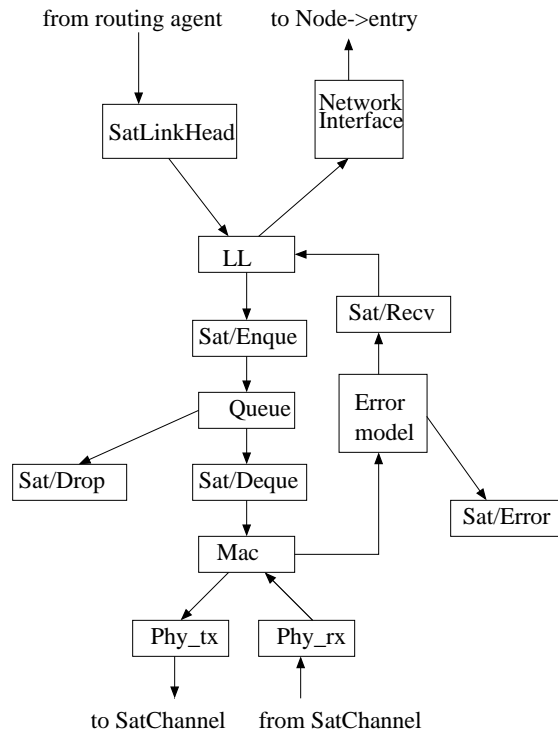 from routing agent
to Node->entry
Network
Interface
SatLinkHead
LL
Sat/Recv
Sat/Enque
Queue
Error
model
Sat/Drop
Sat/Deque
Sat/Error
Mac
Phy_tx
Phy_rx
to SatChannel
from SatChannel